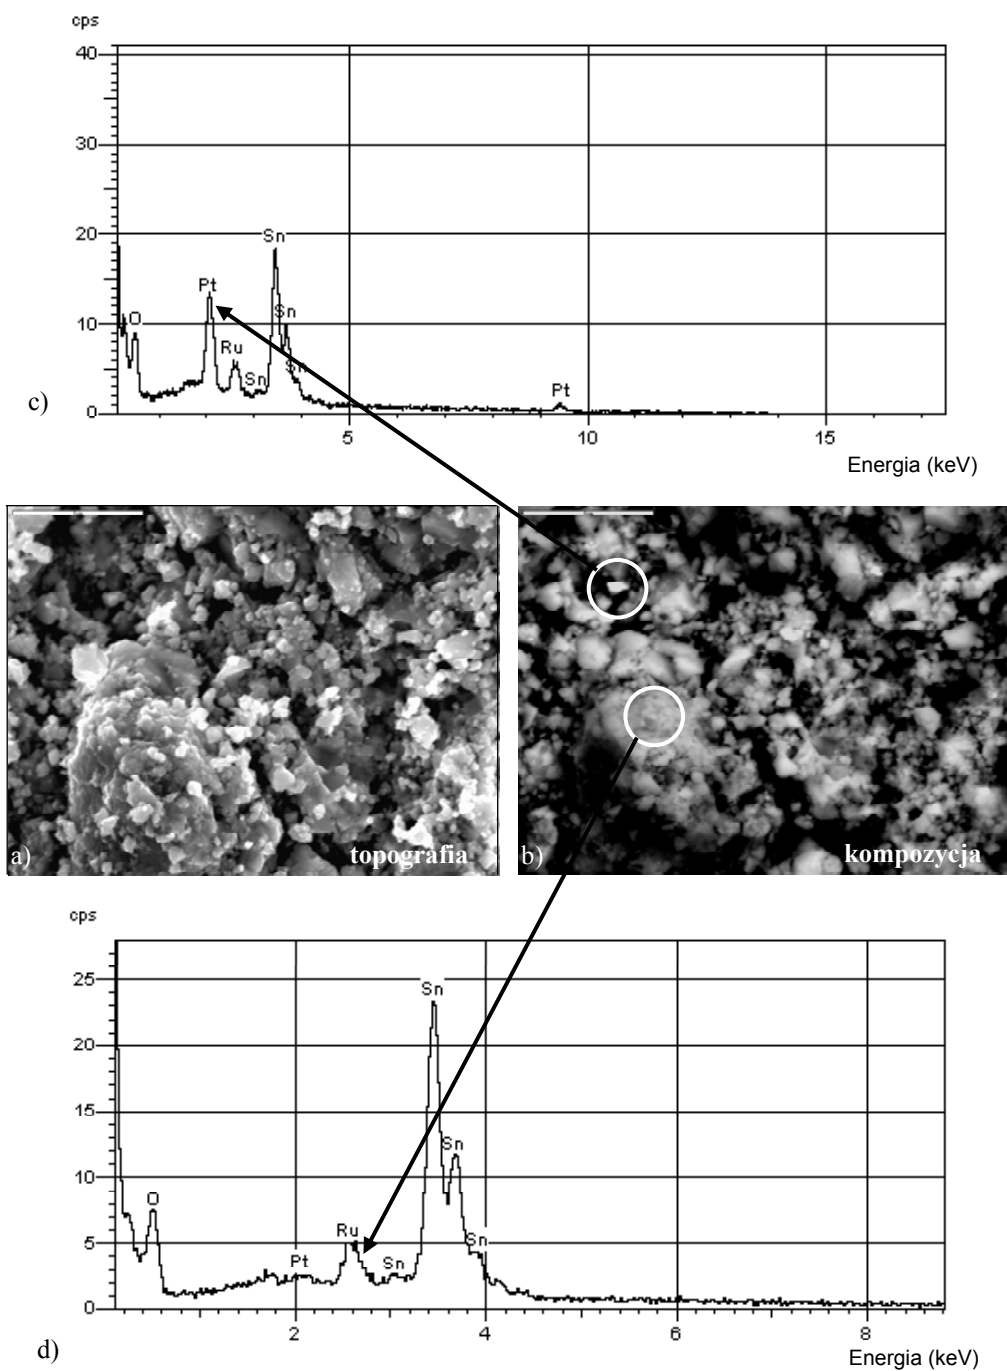 cps
40
30
20
10
0
Sn
Pt
Sn
O
Ru
Sn
Sn
Pt
c)
5
10
15
Energia (keV)
a)
topografia
b)
kompozycja
cps
25
20
15
10
5
0
Sn
Sn
O
Ru
Sn
Pt
Sn
2
4
6
8
d)
Energia (keV)